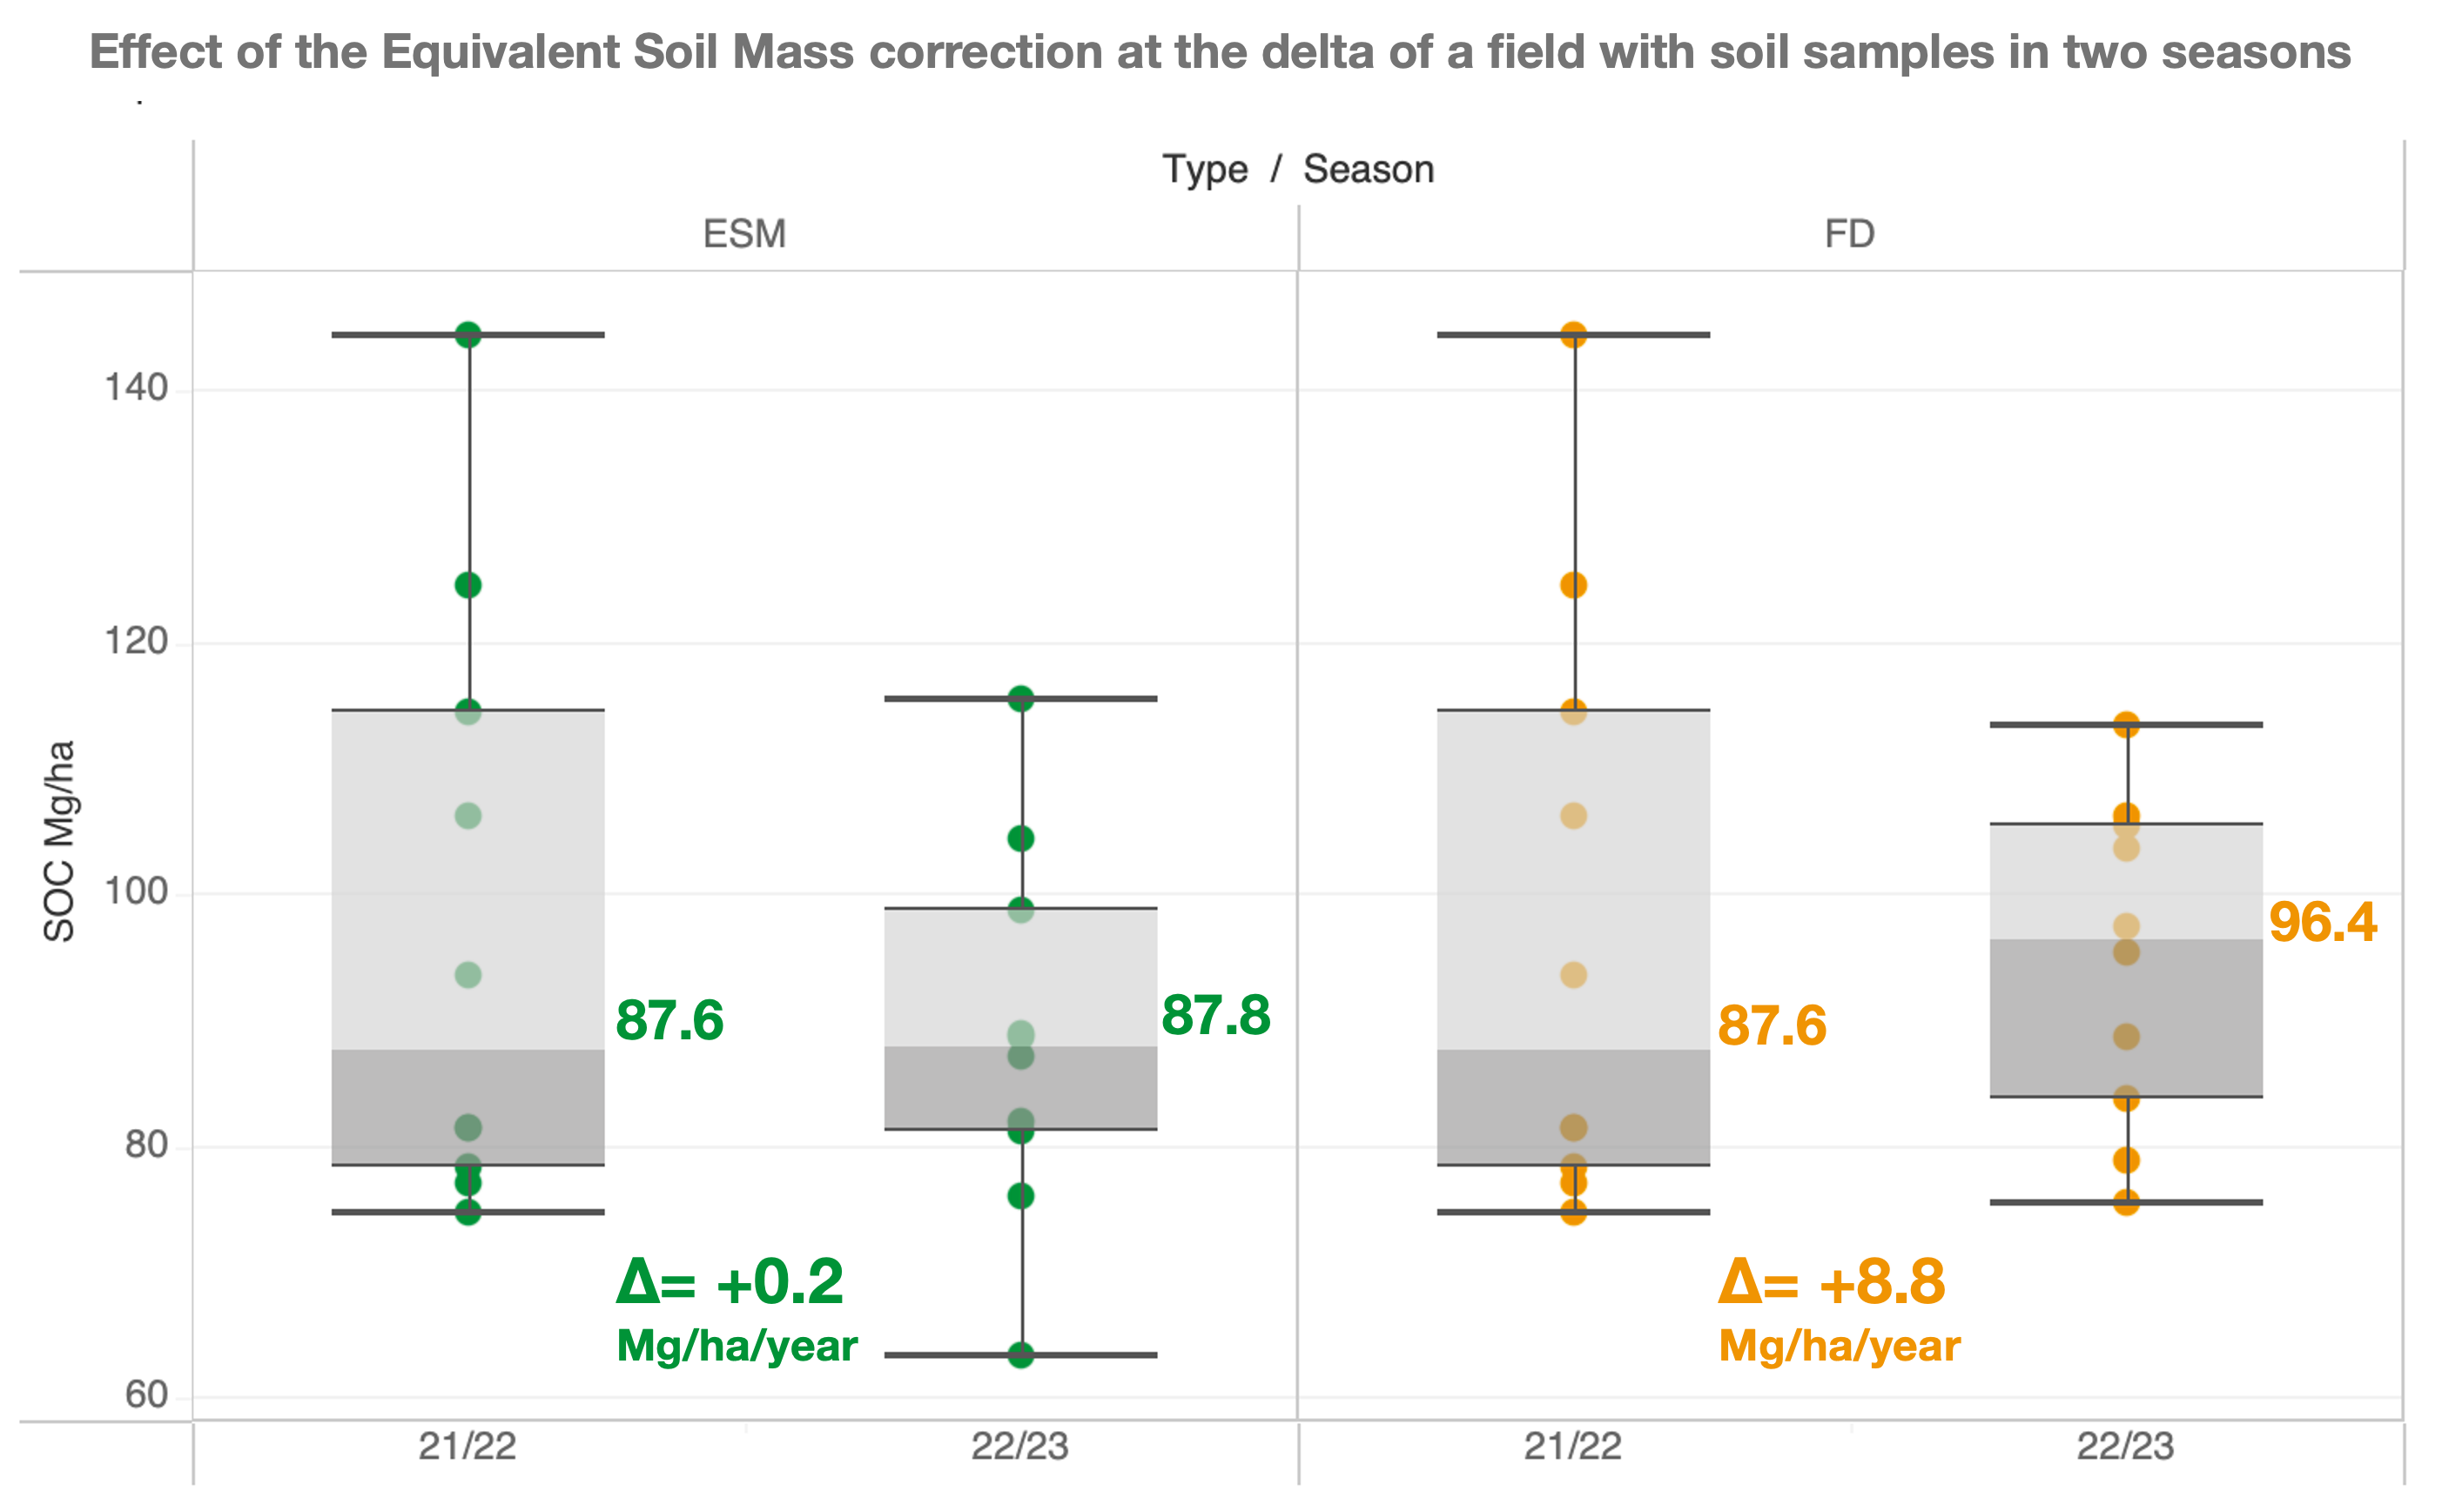 Effect of the Equivalent Soil Mass correction at the delta of a field with soil samples in two seasons
.
Type / Season
ESM
FD
SOC Mg/ha
140
120
100
80
60
87.6
87.8
87.6
96.4
Δ= +0.2
Mg/ha/year
Δ= +8.8
Mg/ha/year
21/22
22/23
21/22
22/23